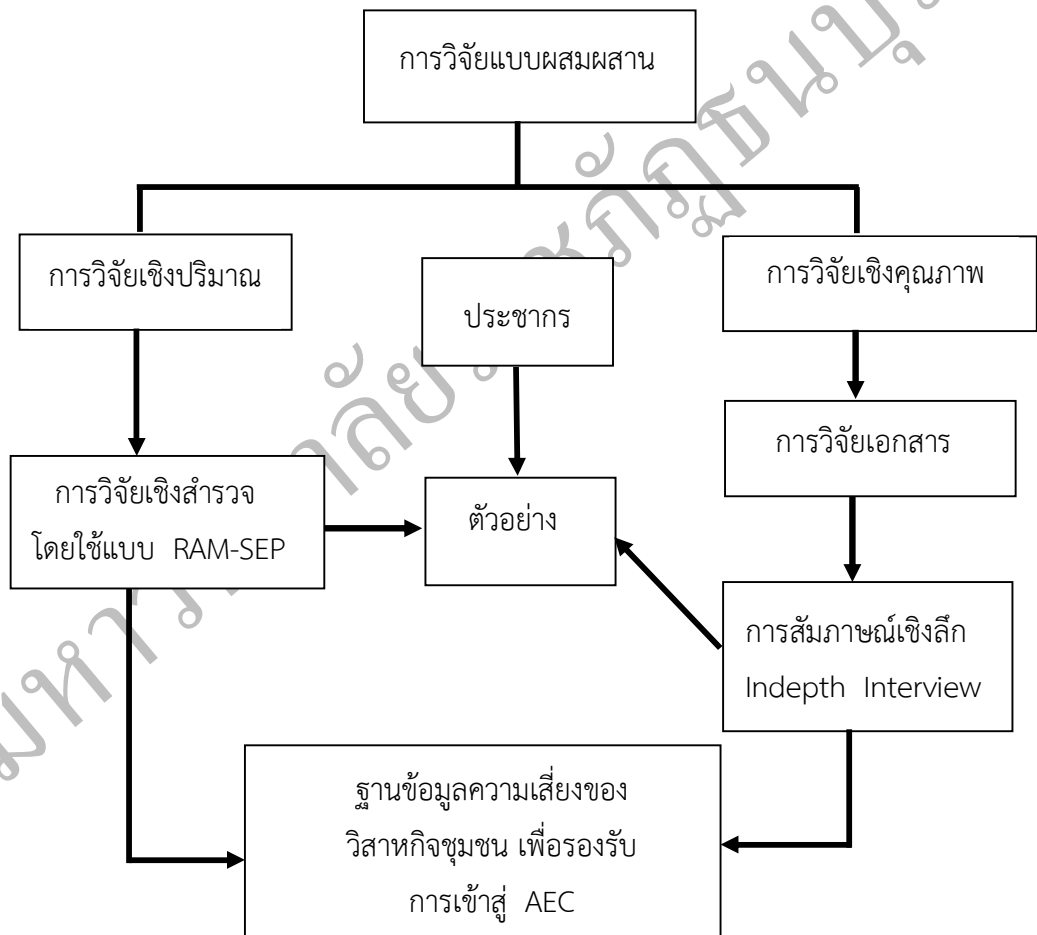 การวิจัยแบบผสมผสาน
การวิจัยเชิงปริมาณ
ประชากร
การวิจัยเชิงคุณภาพ
การวิจัยเอกสาร
การวิจัยเชิงสำรวจ
โดยใช้แบบ RAM-SEP
ตัวอย่าง
การสัมภาษณ์เชิงลึก
Indepth Interview
ฐานข้อมูลความเสี่ยงของ
วิสาหกิจชุมชน เพื่อรองรับ
การเข้าสู่ AEC